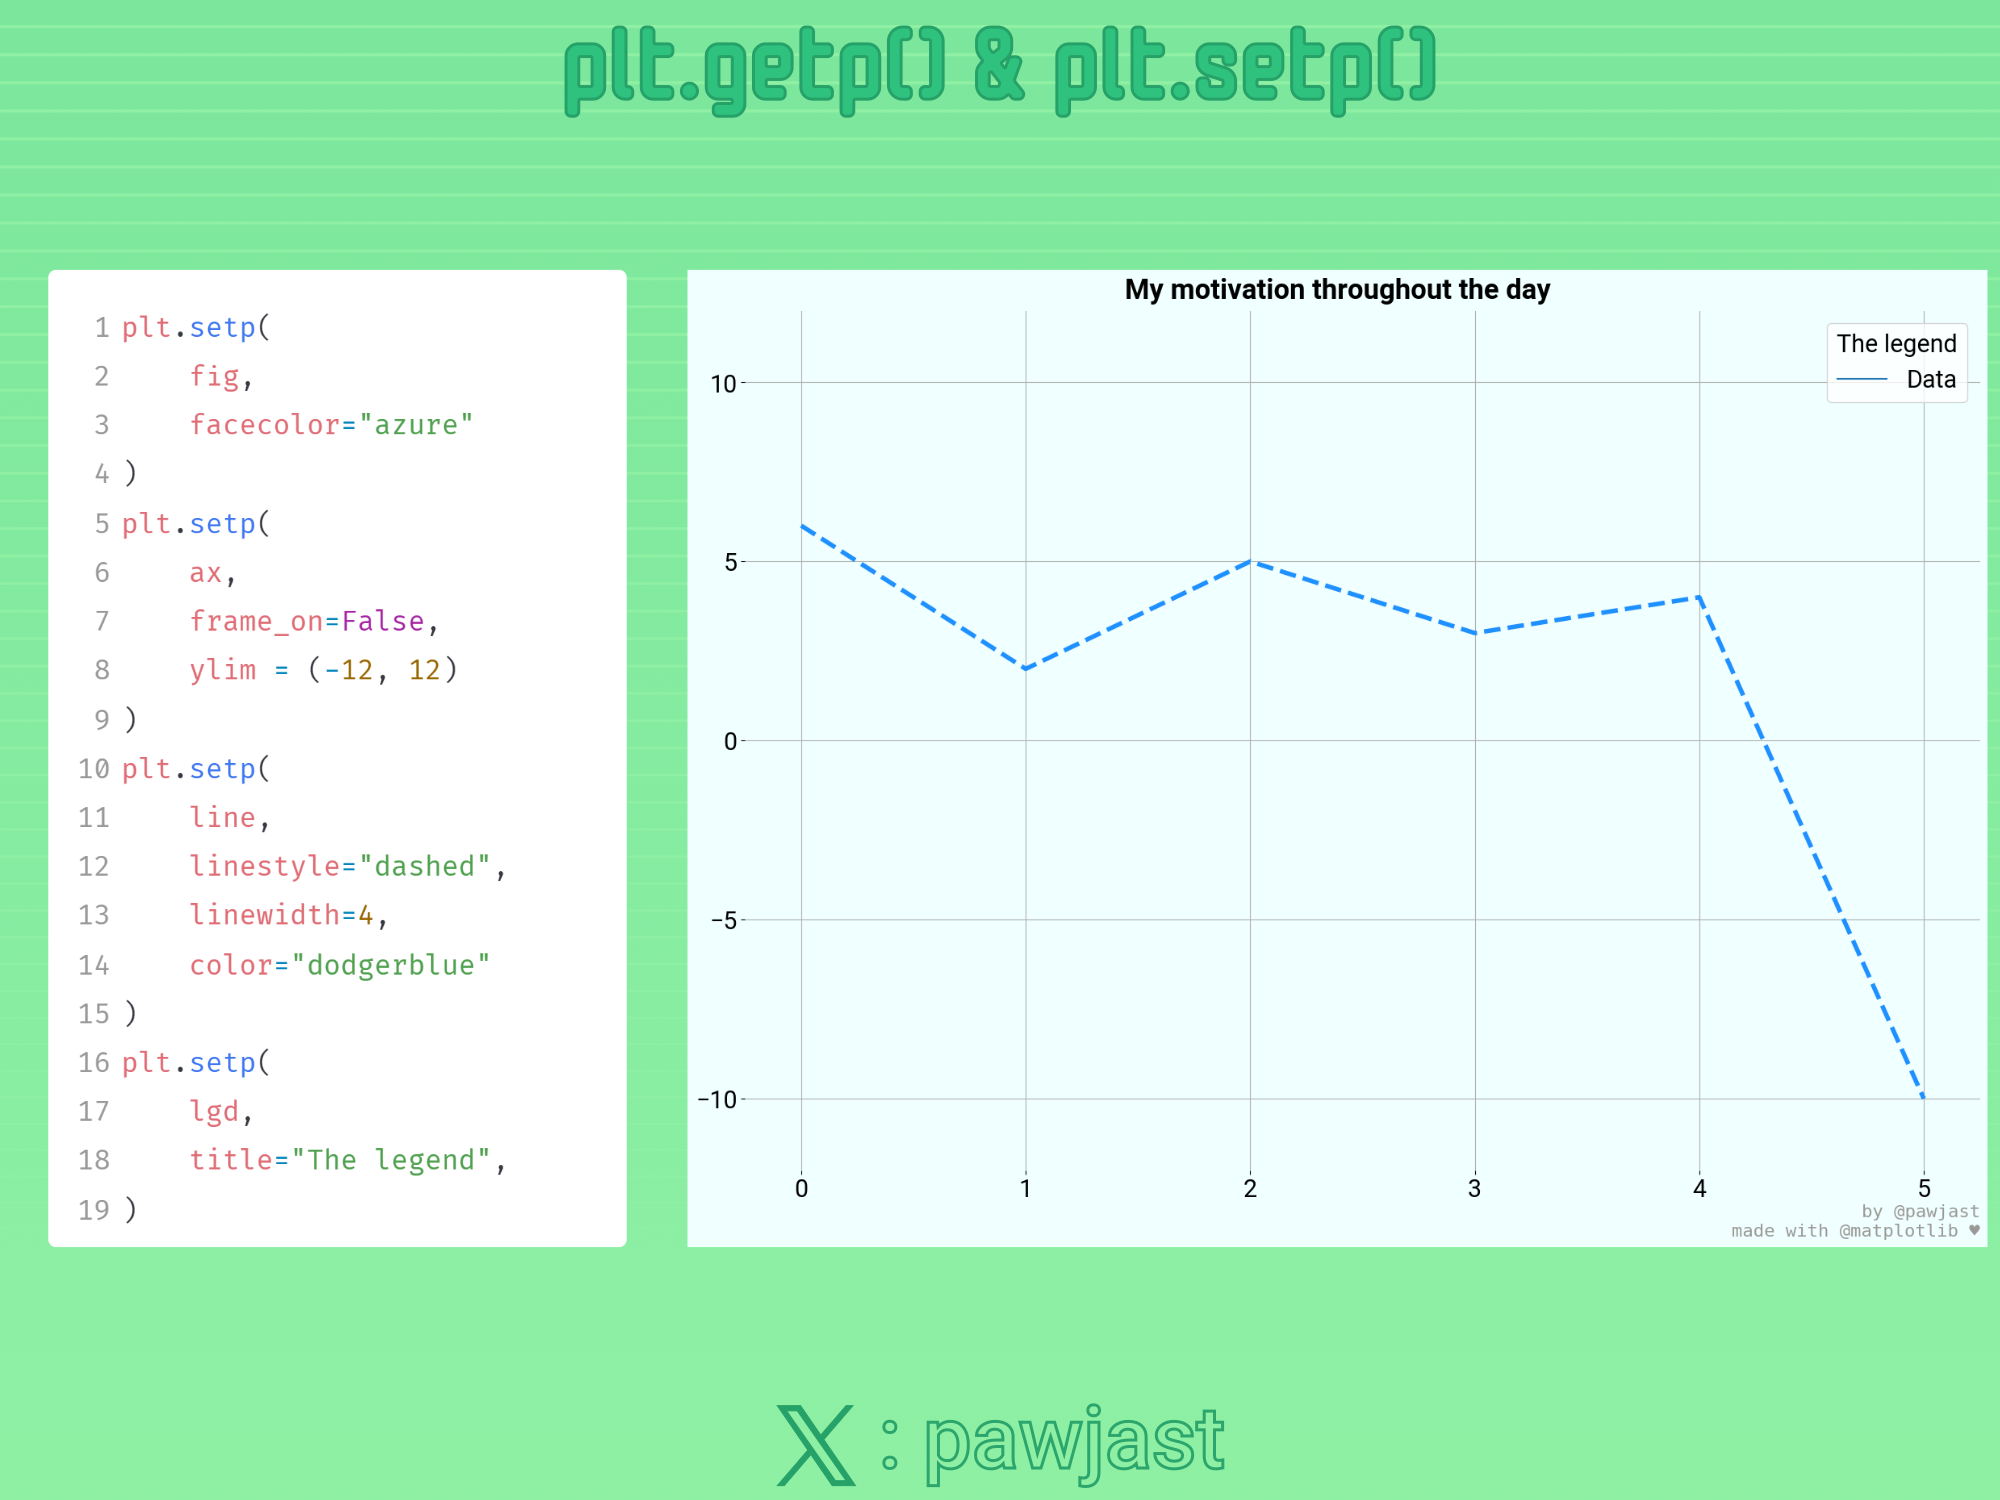 plt.getp() & plt.setp()
1 plt.setp(
2     fig,
3     facecolor="azure"
4 )
5 plt.setp(
6     ax,
7     frame_on=False,
8     ylim = (-12, 12)
9 )
10 plt.setp(
11     line,
12     linestyle="dashed",
13     linewidth=4,
14     color="dodgerblue"
15 )
16 plt.setp(
17     lgd,
18     title="The legend",
19 )
My motivation throughout the day
The legend
Data
10
5
0
−5
−10
0 1 2 3 4 5
by @pawjast
made with @matplotlib ♥
X : pawjast